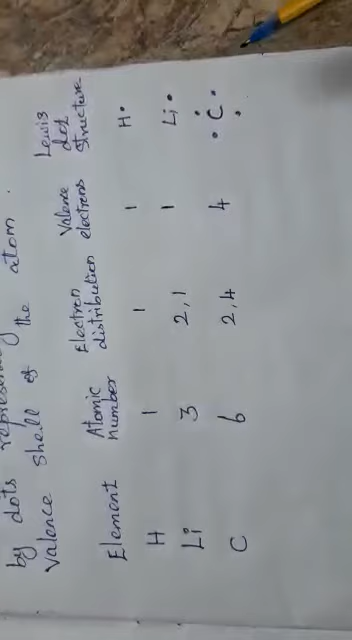 by dots representing
Valence shell of the atom.
Element Atomic number Electron distribution Valence electrons Lewis dot structure
H 1 1 1 H•
Li 3 2,1 1 Li•
C 6 2,4 4 •C•